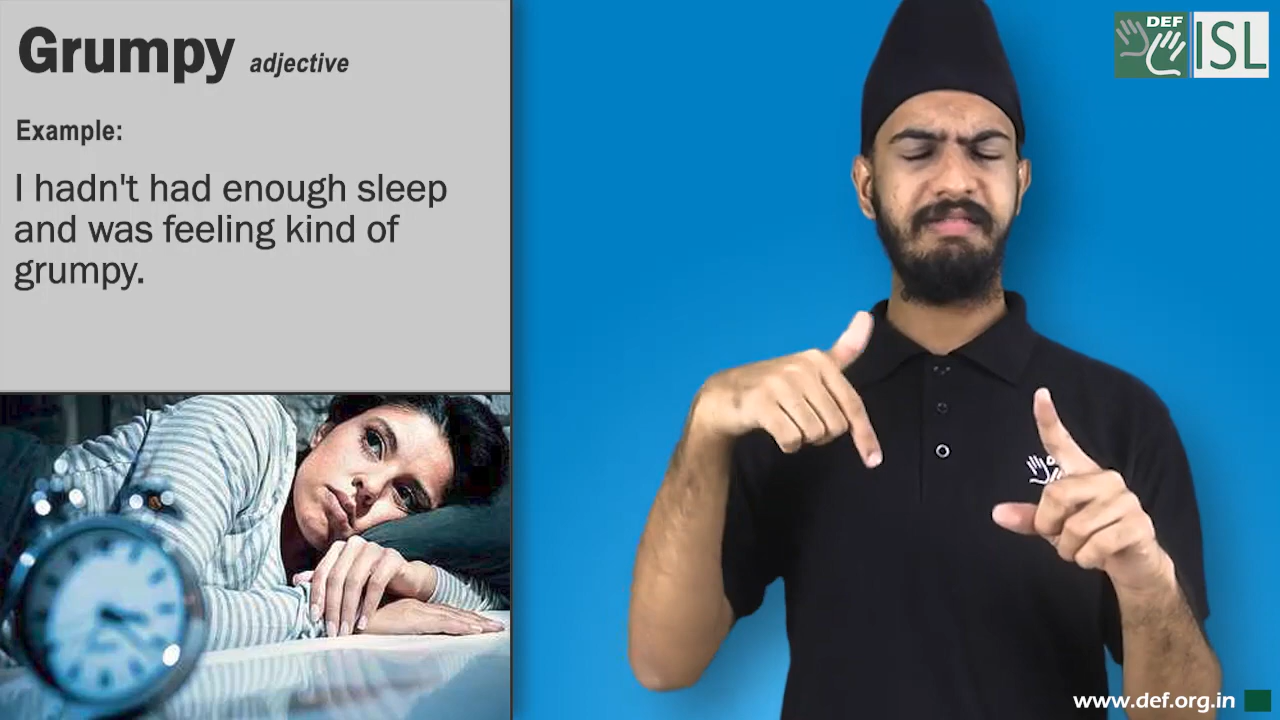 Grumpy adjective
Example:
I hadn't had enough sleep
and was feeling kind of
grumpy.
DEF
ISL
www.def.org.in